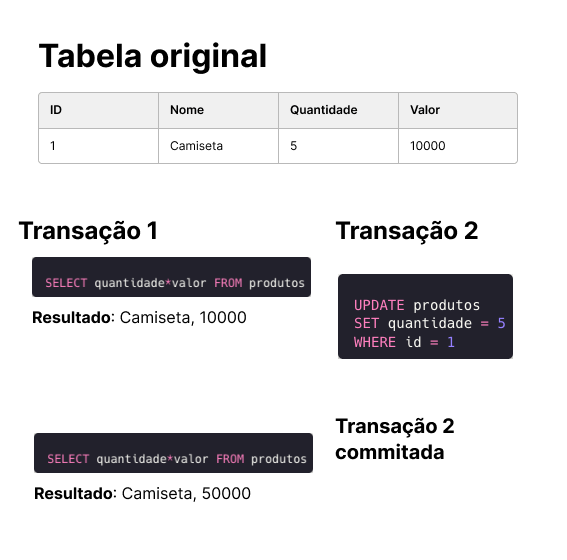 Tabela original
ID Nome Quantidade Valor
1 Camiseta 5 10000
Transação 1
SELECT quantidade*valor FROM produtos
Resultado: Camiseta, 10000
Transação 2
UPDATE produtos
SET quantidade = 5
WHERE id = 1
SELECT quantidade*valor FROM produtos
Resultado: Camiseta, 50000
Transação 2
commitada